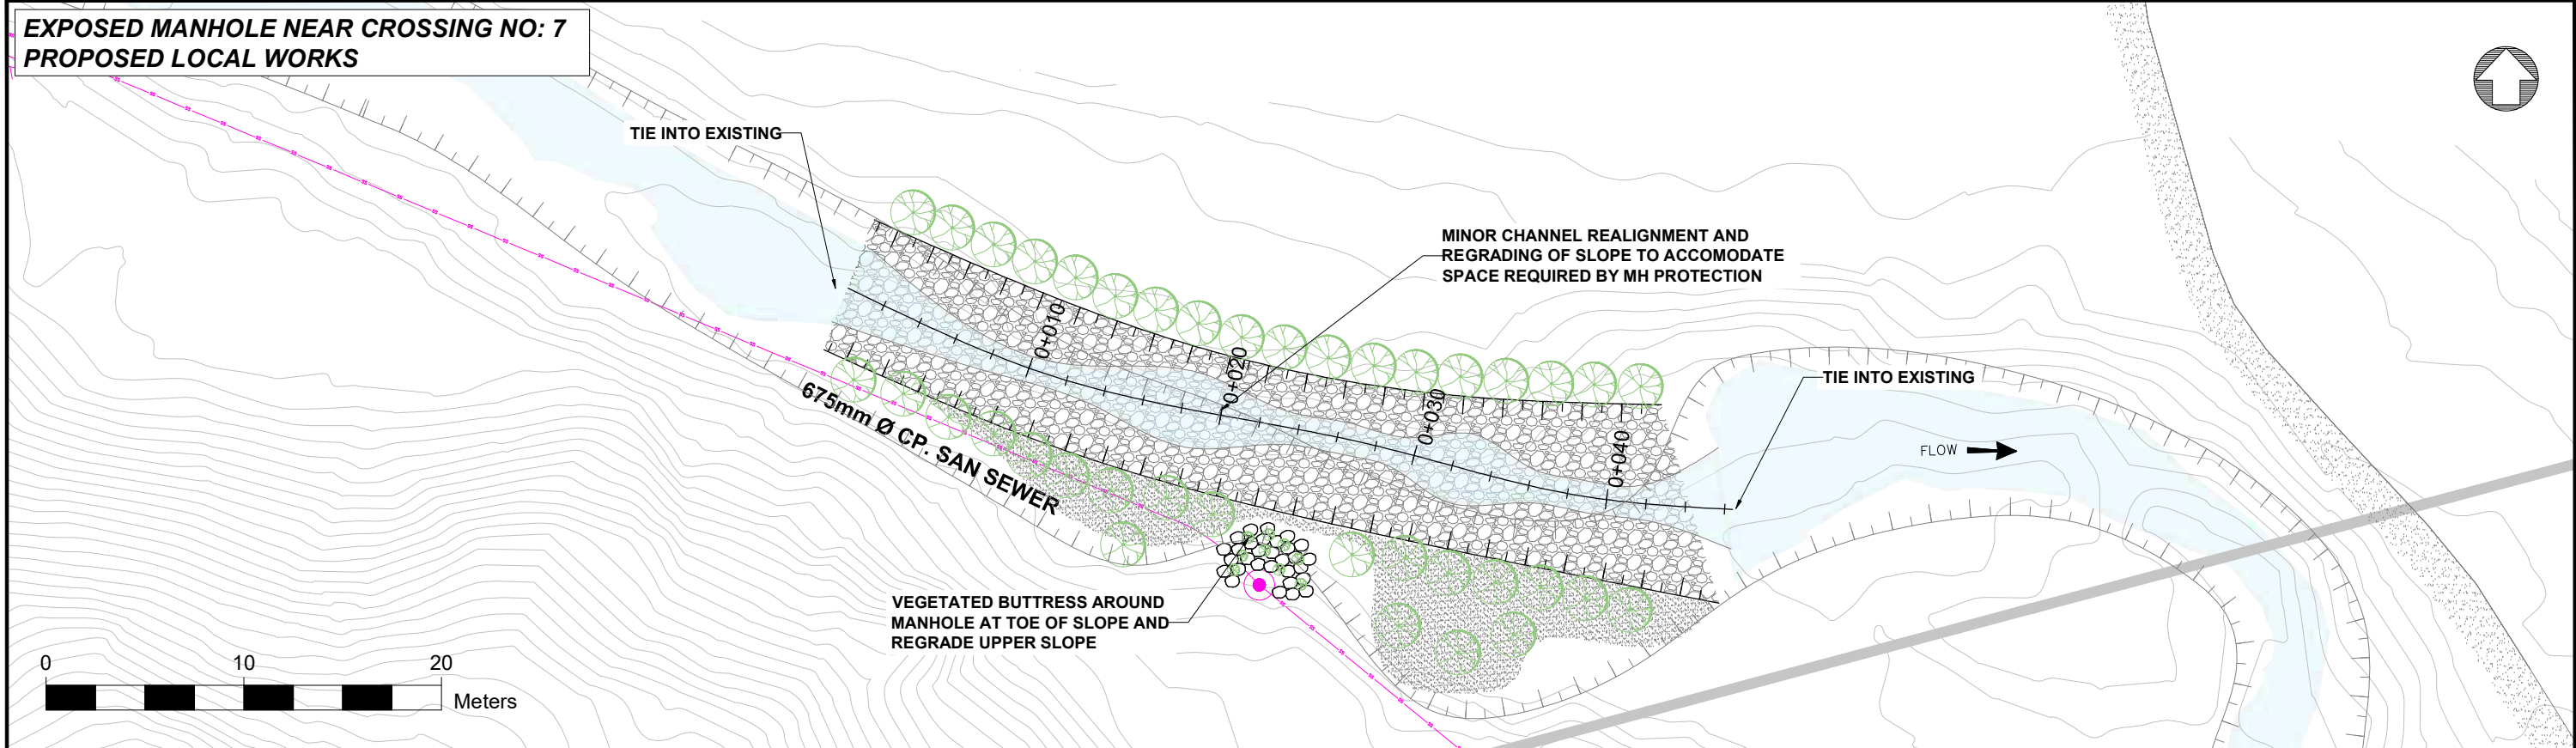 EXPOSED MANHOLE NEAR CROSSING NO: 7
PROPOSED LOCAL WORKS
TIE INTO EXISTING
MINOR CHANNEL REALIGNMENT AND
REGRADING OF SLOPE TO ACCOMODATE
SPACE REQUIRED BY MH PROTECTION
0+010
0+020
0+030
0+040
TIE INTO EXISTING
FLOW
675mm Ø CP. SAN SEWER
VEGETATED BUTTRESS AROUND
MANHOLE AT TOE OF SLOPE AND
REGRADE UPPER SLOPE
0 10 20
Meters